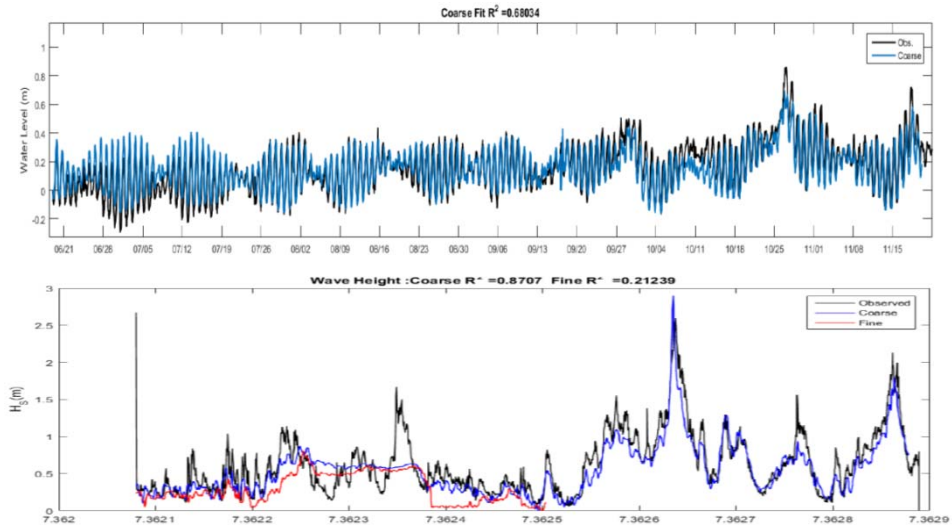 Coarse Fit R² =0.68034
1
0.8
0.6
0.4
0.2
0
-0.2
Water Level (m)
Obs.
Coarse
06/21 06/28 07/05 07/12 07/19 07/26 08/02 08/09 08/16 08/23 08/30 09/06 09/13 09/20 09/27 10/04 10/11 10/18 10/25 11/01 11/08 11/15
Wave Height :Coarse R² =0.8707 Fine R² =0.21239
3
2.5
2
1.5
1
0.5
0
H_S(m)
Observed
Coarse
Fine
7.362 7.3621 7.3622 7.3623 7.3624 7.3625 7.3626 7.3627 7.3628 7.3629